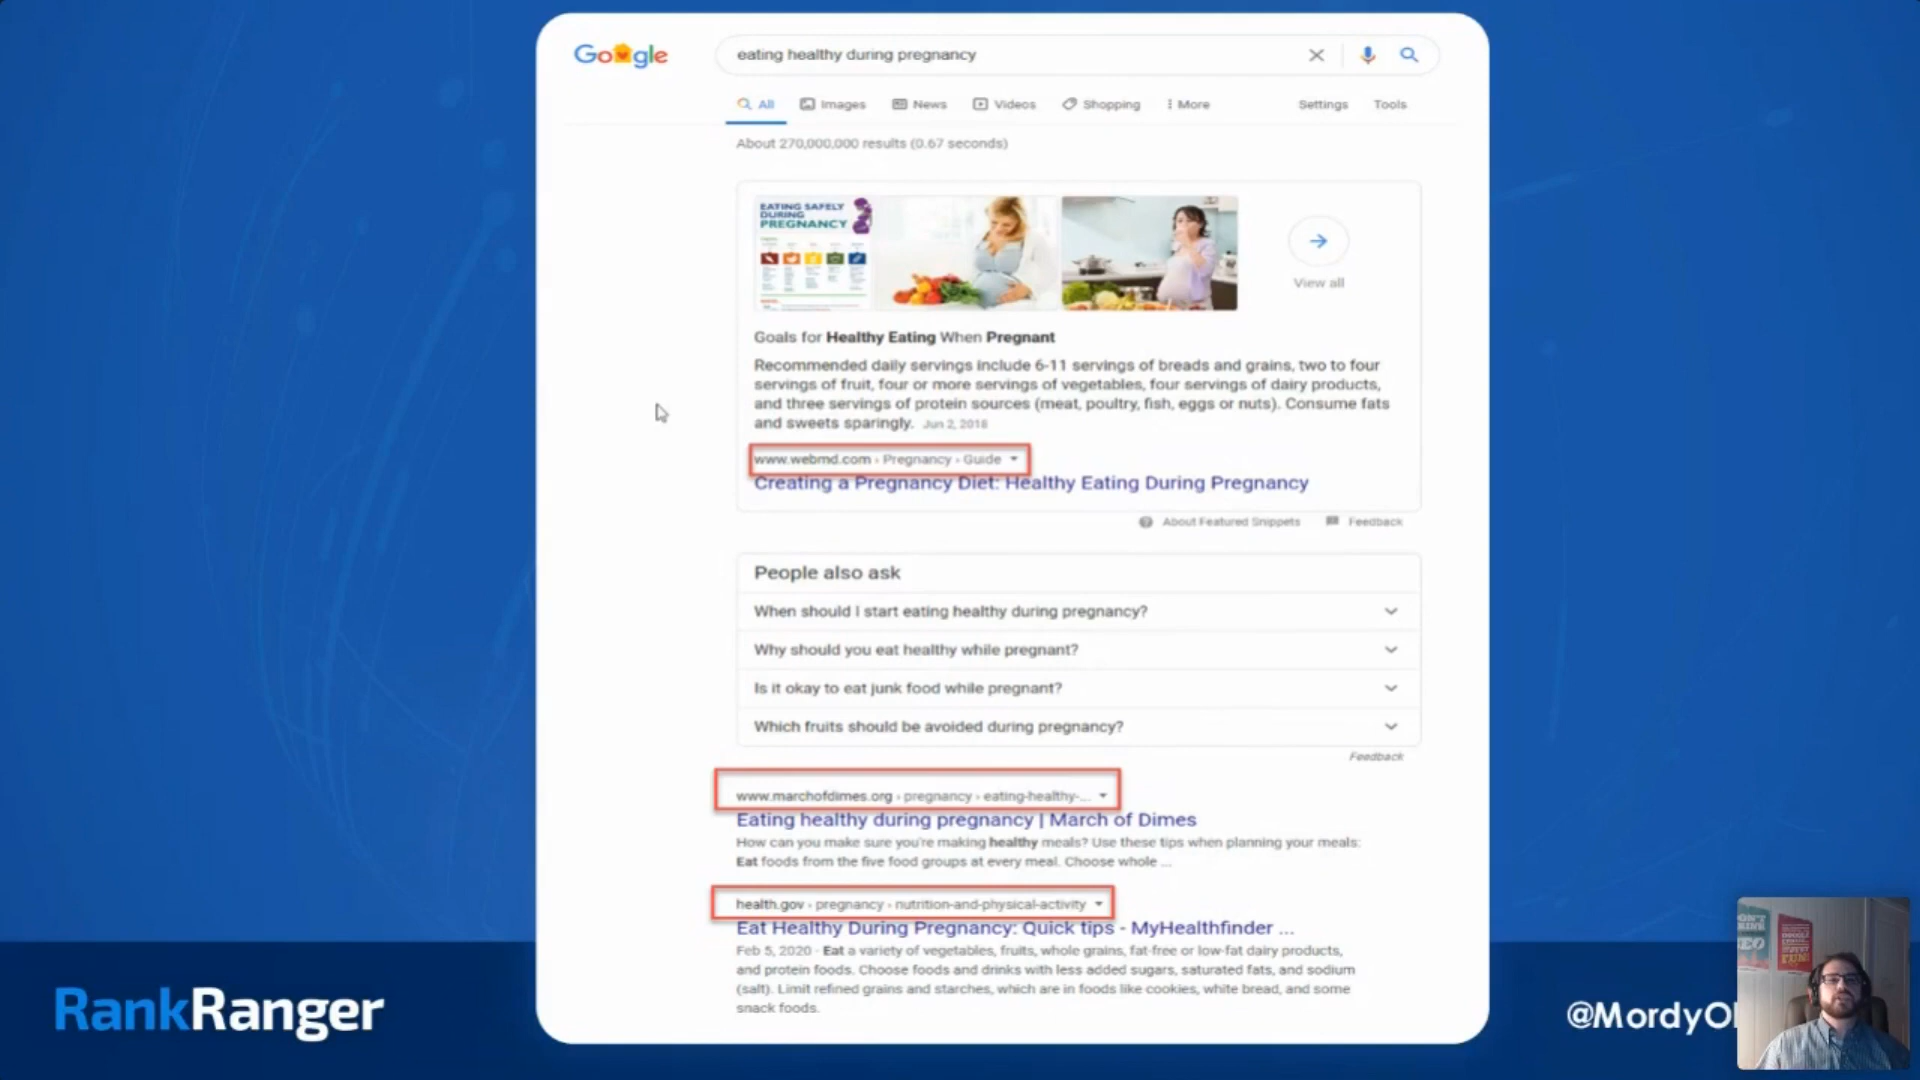 Google
eating healthy during pregnancy
All Images News Videos Shopping More Settings Tools
About 270,000,000 results (0.67 seconds)
EATING SAFELY
DURING
PREGNANCY
View all
Goals for Healthy Eating When Pregnant
Recommended daily servings include 6-11 servings of breads and grains, two to four
servings of fruit, four or more servings of vegetables, four servings of dairy products,
and three servings of protein sources (meat, poultry, fish, eggs or nuts). Consume fats
and sweets sparingly. Jun 2, 2018
www.webmd.com › Pregnancy › Guide
Creating a Pregnancy Diet: Healthy Eating During Pregnancy
About Featured Snippets Feedback
People also ask
When should I start eating healthy during pregnancy?
Why should you eat healthy while pregnant?
Is it okay to eat junk food while pregnant?
Which fruits should be avoided during pregnancy?
Feedback
www.marchofdimes.org › pregnancy › eating-healthy-...
Eating healthy during pregnancy | March of Dimes
How can you make sure you're making healthy meals? Use these tips when planning your meals:
Eat foods from the five food groups at every meal. Choose whole ...
health.gov › pregnancy › nutrition-and-physical-activity
Eat Healthy During Pregnancy: Quick tips - MyHealthfinder ...
Feb 5, 2020 · Eat a variety of vegetables, fruits, whole grains, fat-free or low-fat dairy products,
and protein foods. Choose foods and drinks with less added sugars, saturated fats, and sodium
(salt). Limit refined grains and starches, which are in foods like cookies, white bread, and some
snack foods.
RankRanger
@MordyO